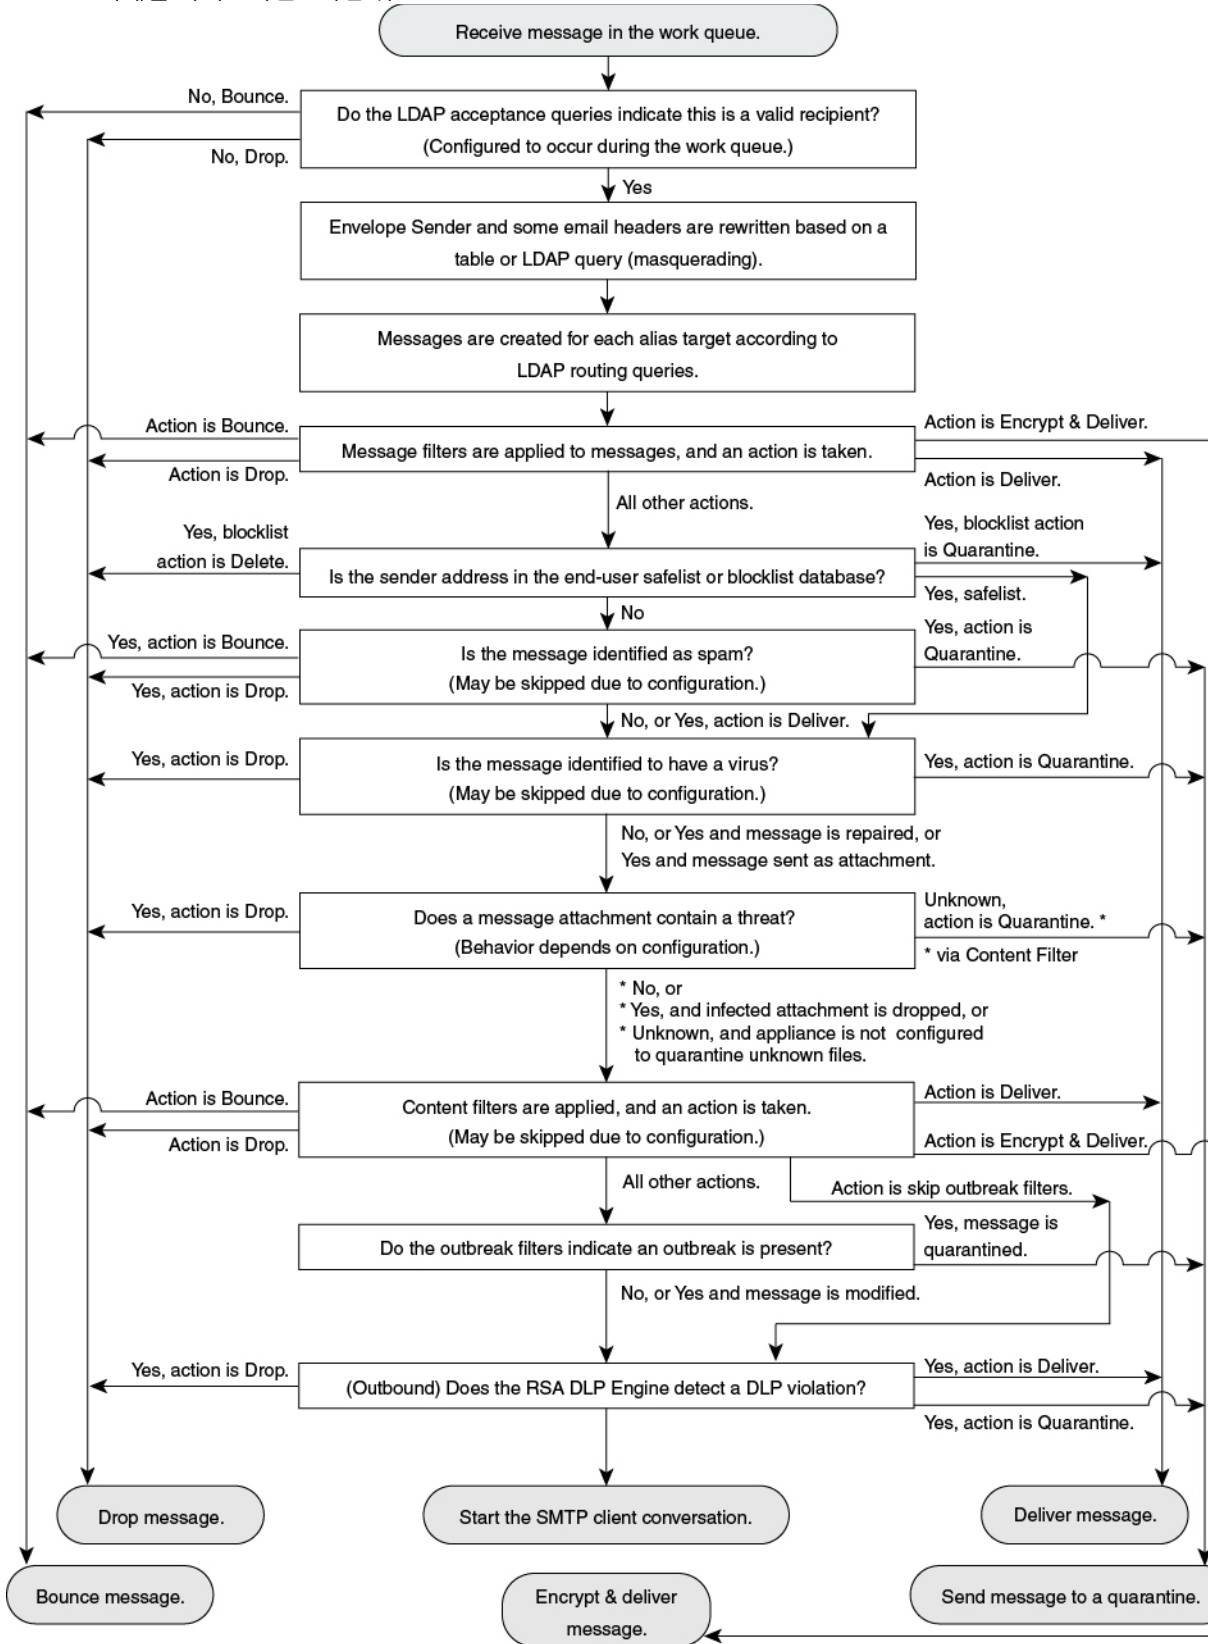 Receive message in the work queue.
No, Bounce.
Do the LDAP acceptance queries indicate this is a valid recipient?
(Configured to occur during the work queue.)
No, Drop.
Yes
Envelope Sender and some email headers are rewritten based on a
table or LDAP query (masquerading).
Messages are created for each alias target according to
LDAP routing queries.
Action is Bounce.
Action is Encrypt & Deliver.
Message filters are applied to messages, and an action is taken.
Action is Drop.
Action is Deliver.
All other actions.
Yes, blocklist
action is Delete.
Yes, blocklist action
is Quarantine.
Is the sender address in the end-user safelist or blocklist database?
Yes, safelist.
No
Yes, action is Bounce.
Yes, action is
Quarantine.
Is the message identified as spam?
(May be skipped due to configuration.)
Yes, action is Drop.
No, or Yes, action is Deliver.
Yes, action is Drop.
Is the message identified to have a virus?
(May be skipped due to configuration.)
Yes, action is Quarantine.
No, or Yes and message is repaired, or
Yes and message sent as attachment.
Yes, action is Drop.
Does a message attachment contain a threat?
(Behavior depends on configuration.)
Unknown,
action is Quarantine. *
* via Content Filter
* No, or
* Yes, and infected attachment is dropped, or
* Unknown, and appliance is not configured
to quarantine unknown files.
Action is Bounce.
Content filters are applied, and an action is taken.
(May be skipped due to configuration.)
Action is Deliver.
Action is Drop.
Action is Encrypt & Deliver.
All other actions.
Action is skip outbreak filters.
Do the outbreak filters indicate an outbreak is present?
Yes, message is
quarantined.
No, or Yes and message is modified.
Yes, action is Drop.
(Outbound) Does the RSA DLP Engine detect a DLP violation?
Yes, action is Deliver.
Yes, action is Quarantine.
Drop message.
Start the SMTP client conversation.
Deliver message.
Bounce message.
Encrypt & deliver
message.
Send message to a quarantine.